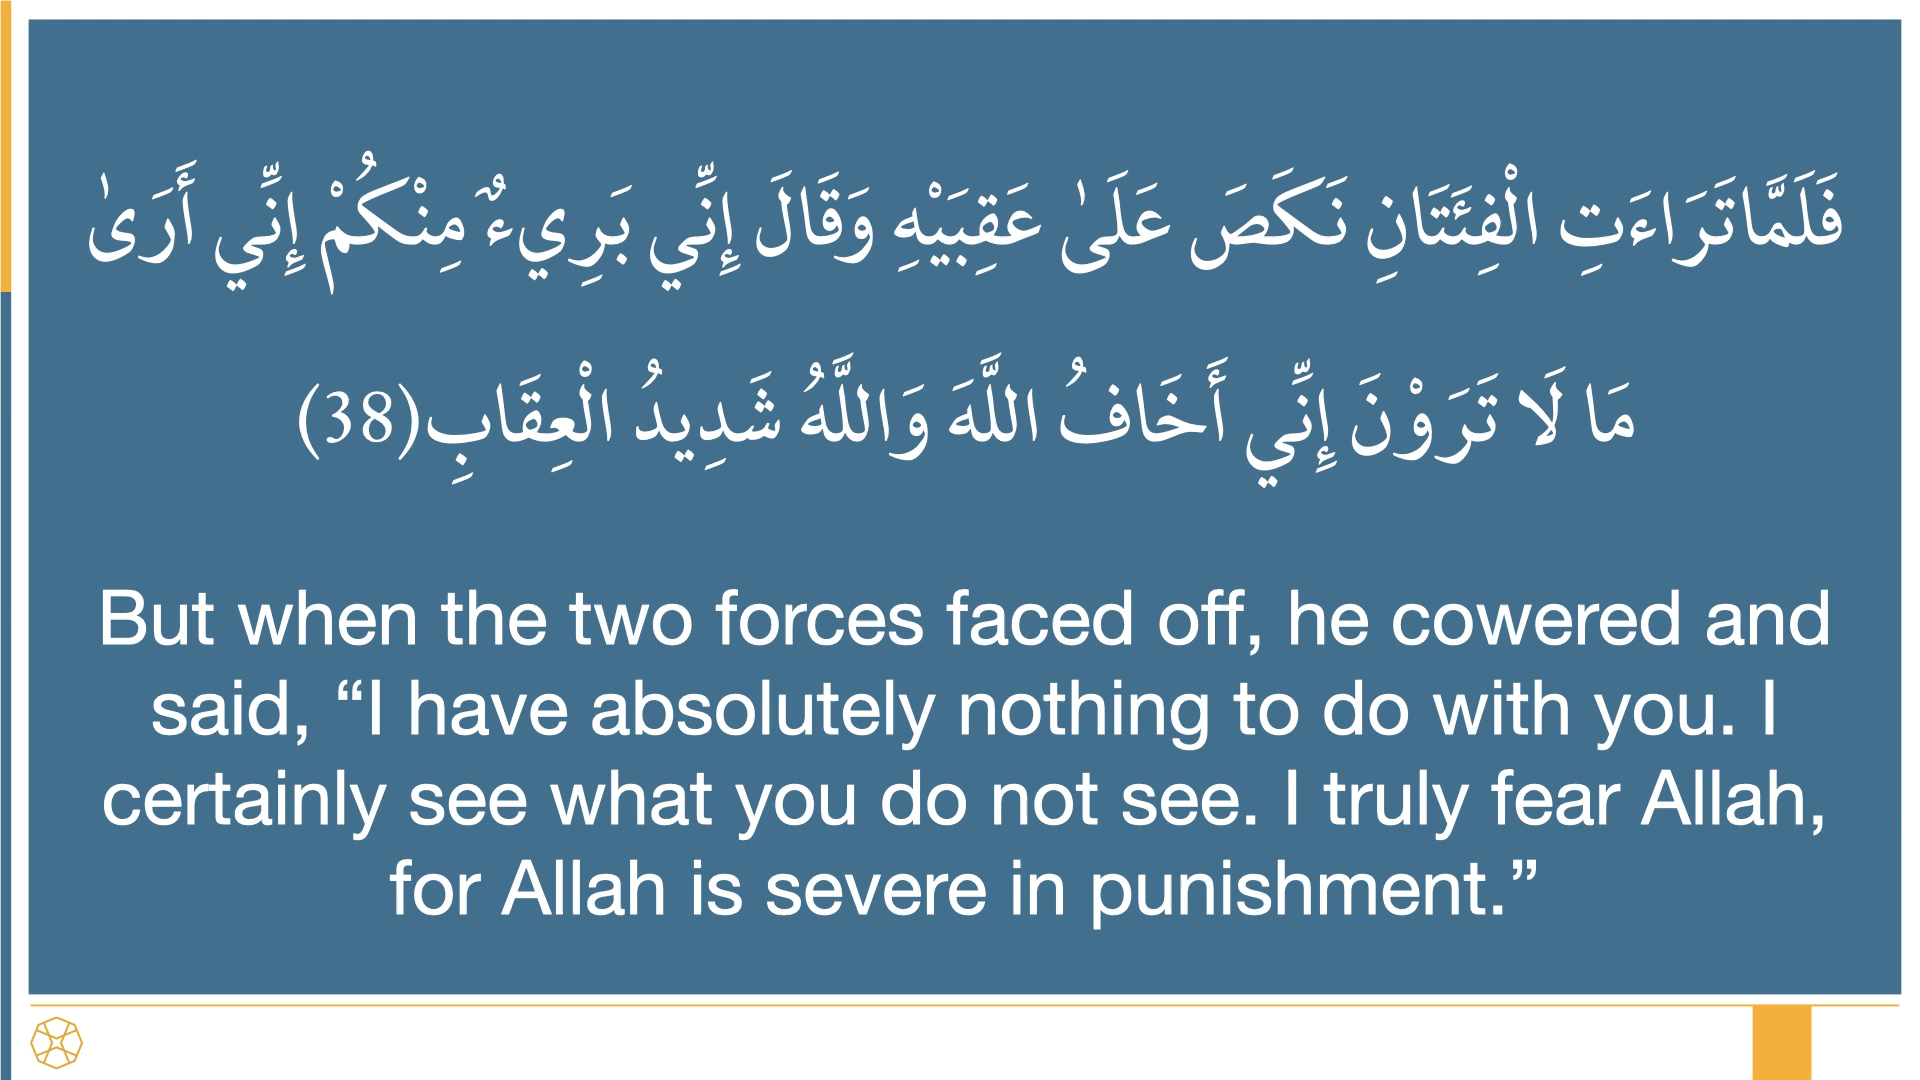 فَلَمَّاتَرَاءَتِ الْفِئَتَانِ نَكَصَ عَلَىٰ عَقِبَيْهِ وَقَالَ إِنِّي بَرِيءٌ مِنْكُمْ إِنِّي أَرَىٰ
مَا لَا تَرَوْنَ إِنِّي أَخَافُ اللَّهَ وَاللَّهُ شَدِيدُ الْعِقَابِ(38)
But when the two forces faced off, he cowered and
said, “I have absolutely nothing to do with you. I
certainly see what you do not see. I truly fear Allah,
for Allah is severe in punishment.”